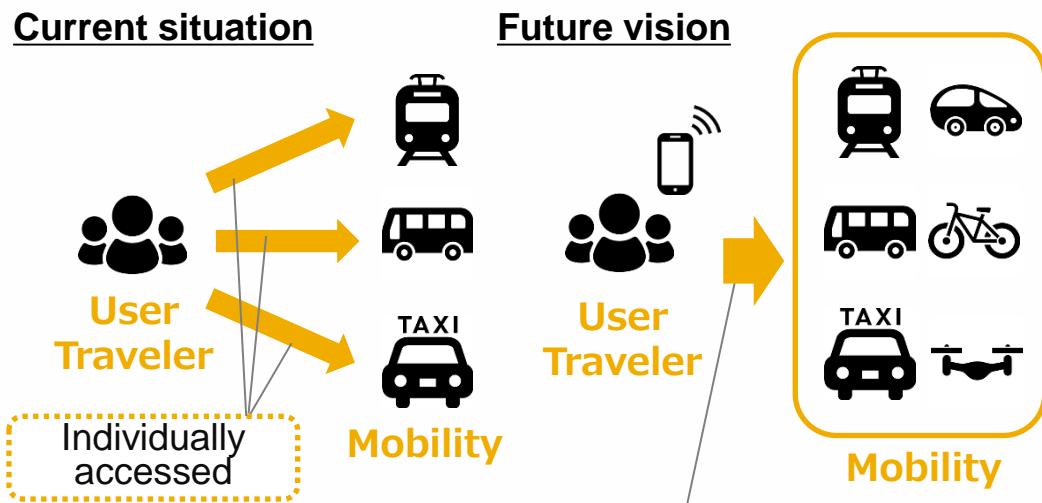 Current situation
Future vision
User
Traveler
TAXI
Individually
accessed
Mobility
User
Traveler
TAXI
Mobility